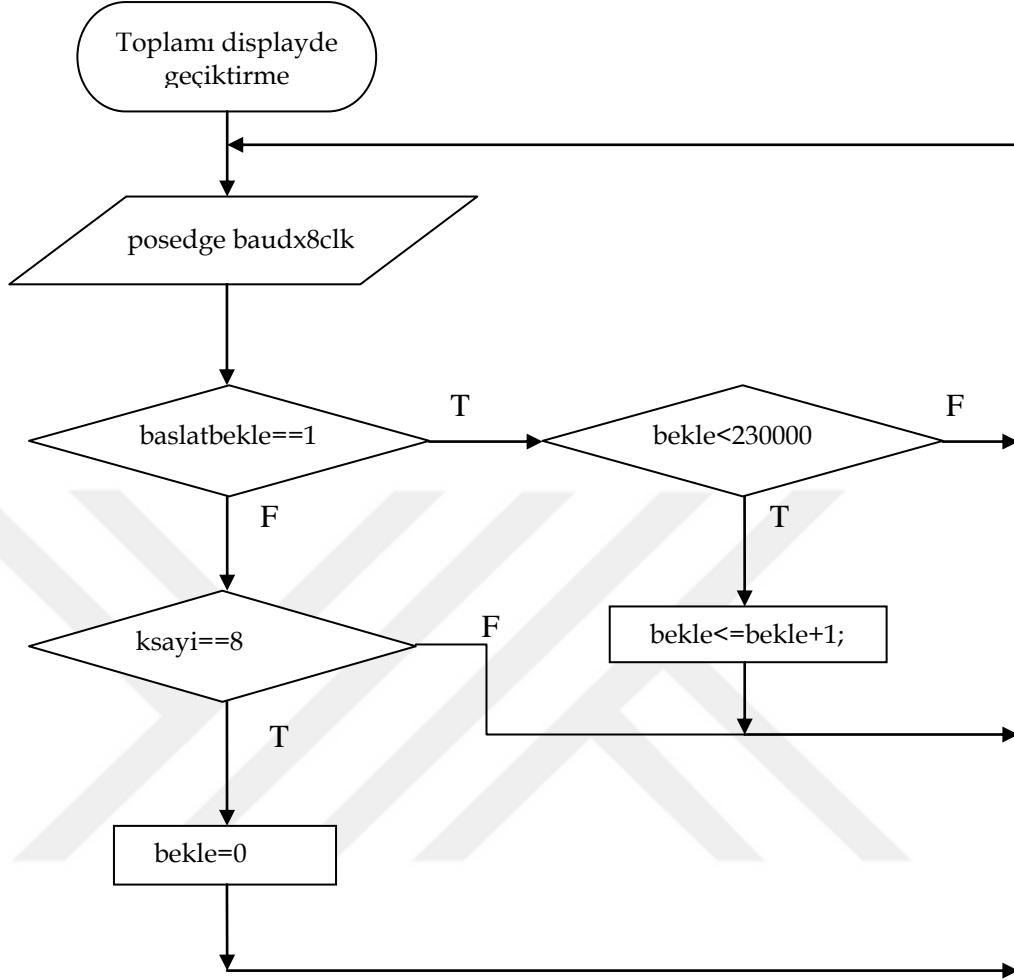 Toplamı displayde
geçiktirme
posedge baudx8clk
baslatbekle==1
T
bekle<230000
F
F
T
ksayi==8
F
bekle<=bekle+1;
T
bekle=0